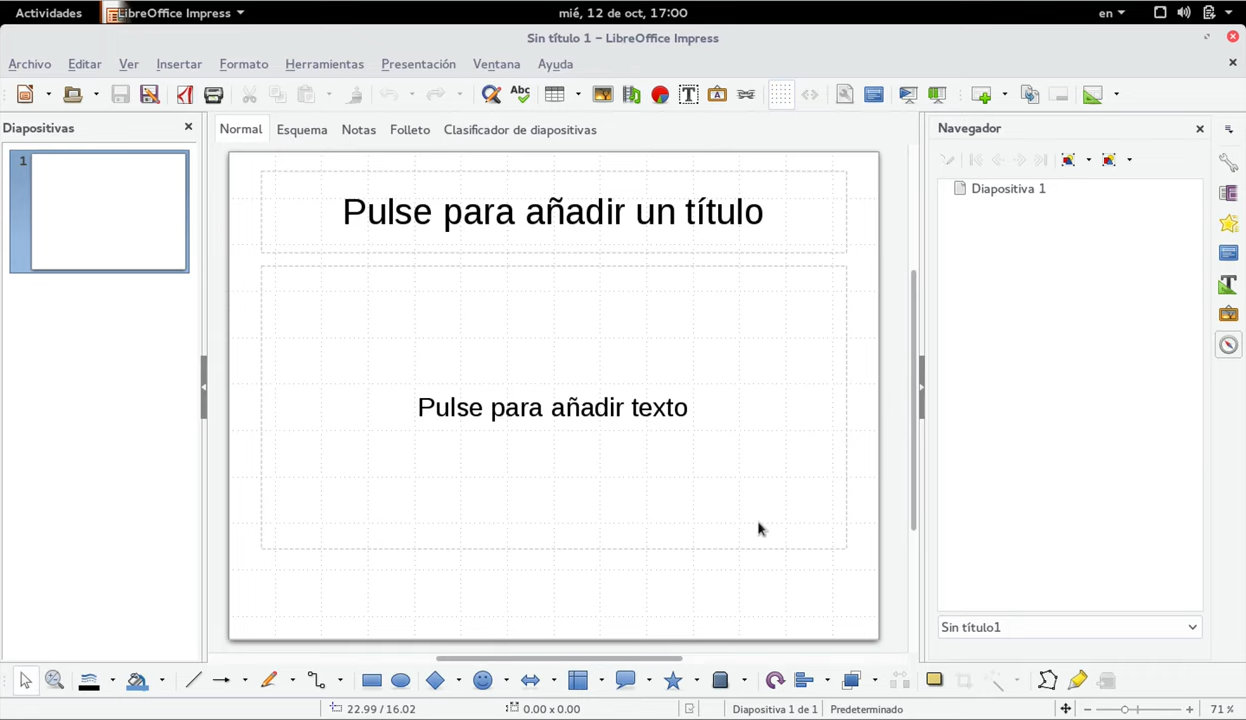 Actividades LibreOffice Impress mié, 12 de oct, 17:00 en
Sin título 1 – LibreOffice Impress
Archivo Editar Ver Insertar Formato Herramientas Presentación Ventana Ayuda
Abc
Diapositivas Normal Esquema Notas Folleto Clasificador de diapositivas Navegador
1
Diapositiva 1
Pulse para añadir un título
Pulse para añadir texto
Sin título1
22.99 / 16.02 0.00 x 0.00 Diapositiva 1 de 1 Predeterminado 71 %